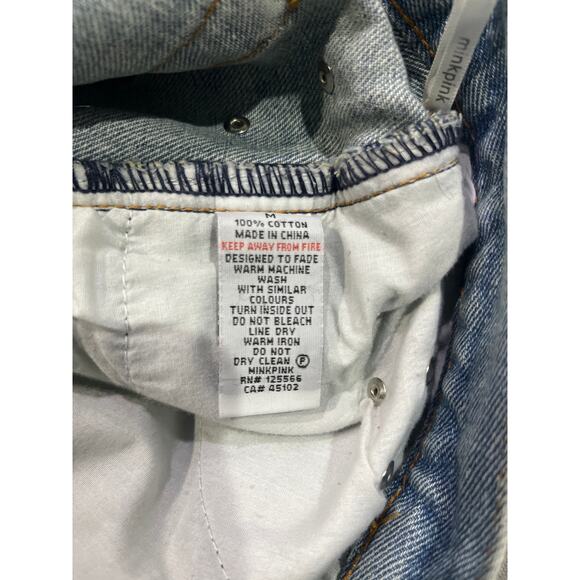 minkpink
M
100% COTTON
MADE IN CHINA
KEEP AWAY FROM FIRE
DESIGNED TO FADE
WARM MACHINE
WASH
WITH SIMILAR
COLOURS
TURN INSIDE OUT
DO NOT BLEACH
LINE DRY
WARM IRON
DO NOT
DRY CLEAN Ⓟ
MINKPINK
RN# 125566
CA# 45102